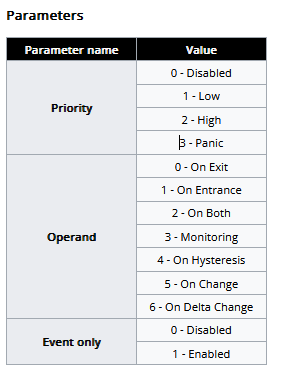 Parameters
Parameter name Value
Priority
0 - Disabled
1 - Low
2 - High
3 - Panic
Operand
0 - On Exit
1 - On Entrance
2 - On Both
3 - Monitoring
4 - On Hysteresis
5 - On Change
6 - On Delta Change
Event only
0 - Disabled
1 - Enabled